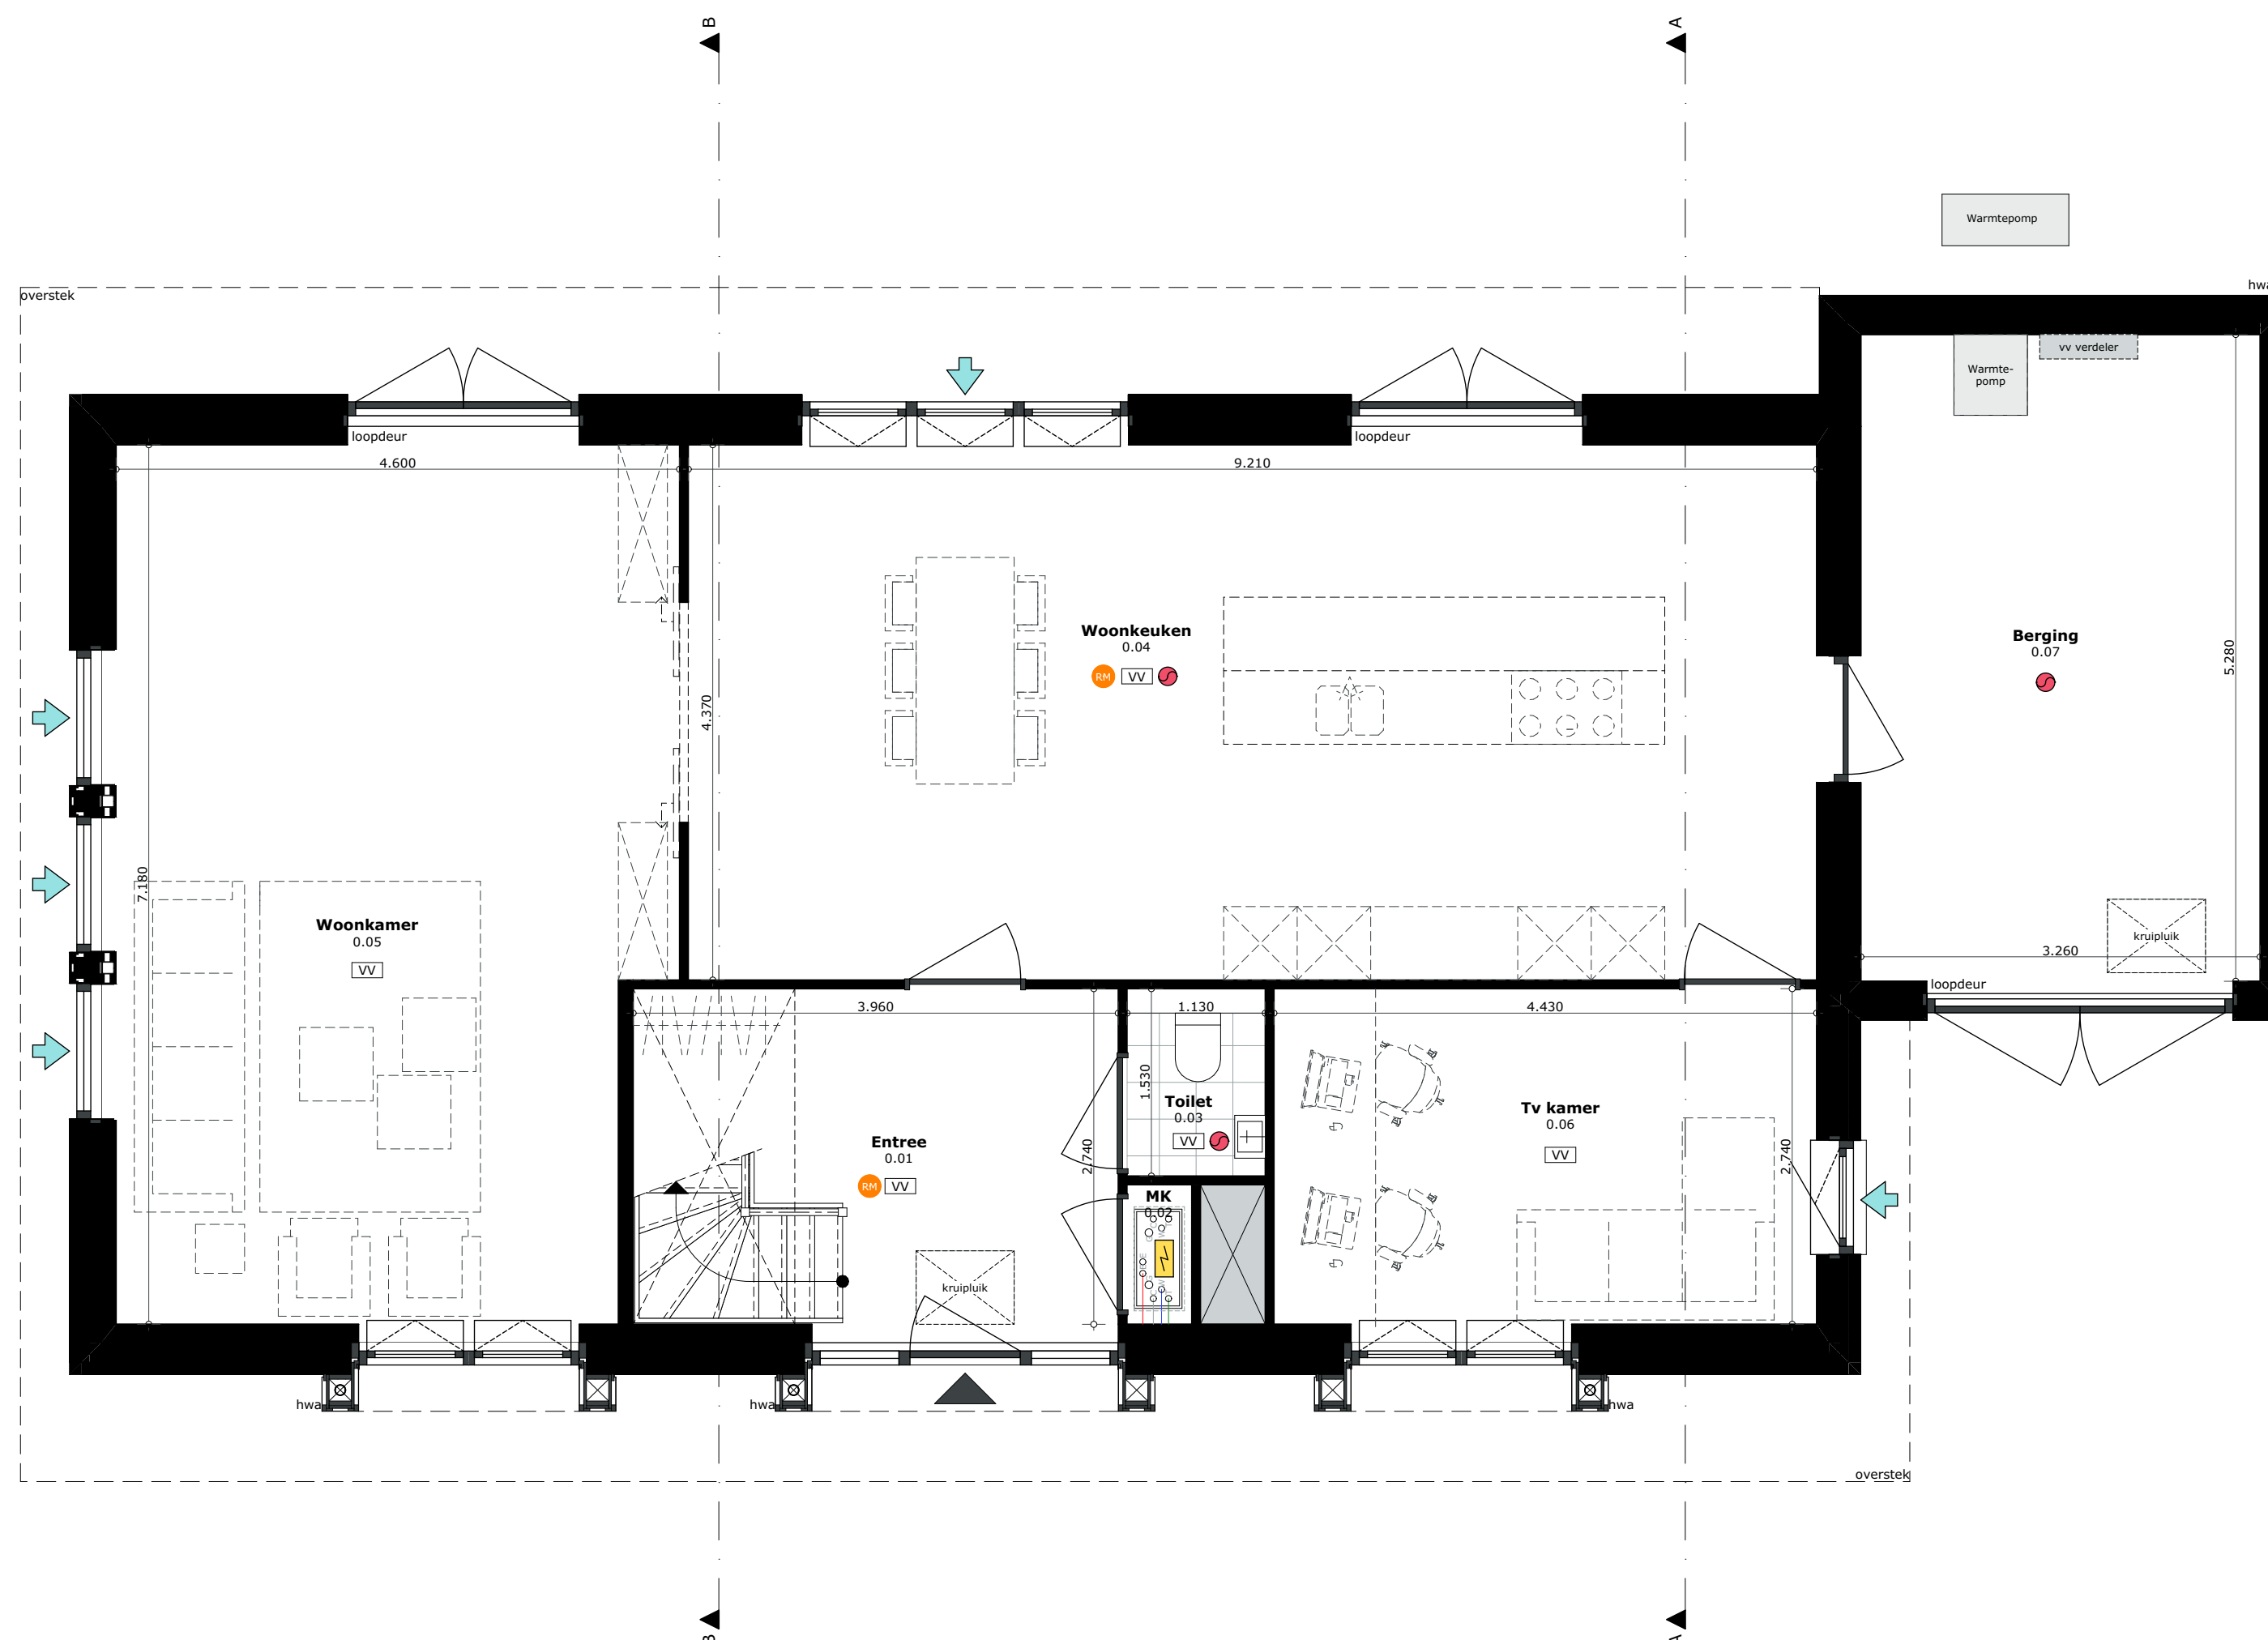 B
A
Warmtepomp
overstek
hwa
Warmte-
pomp
vv verdeler
loopdeur
loopdeur
4.600
9.210
Woonkeuken
0.04
RM
VV
Berging
0.07
5.280
4.370
7.180
Woonkamer
0.05
VV
kruipluik
3.260
loopdeur
3.960
1.130
4.430
1.530
Toilet
0.03
VV
Tv kamer
0.06
VV
Entree
0.01
RM
VV
2.740
2.740
MK
0.02
kruipluik
hwa
hwa
hwa
overstek
B
A